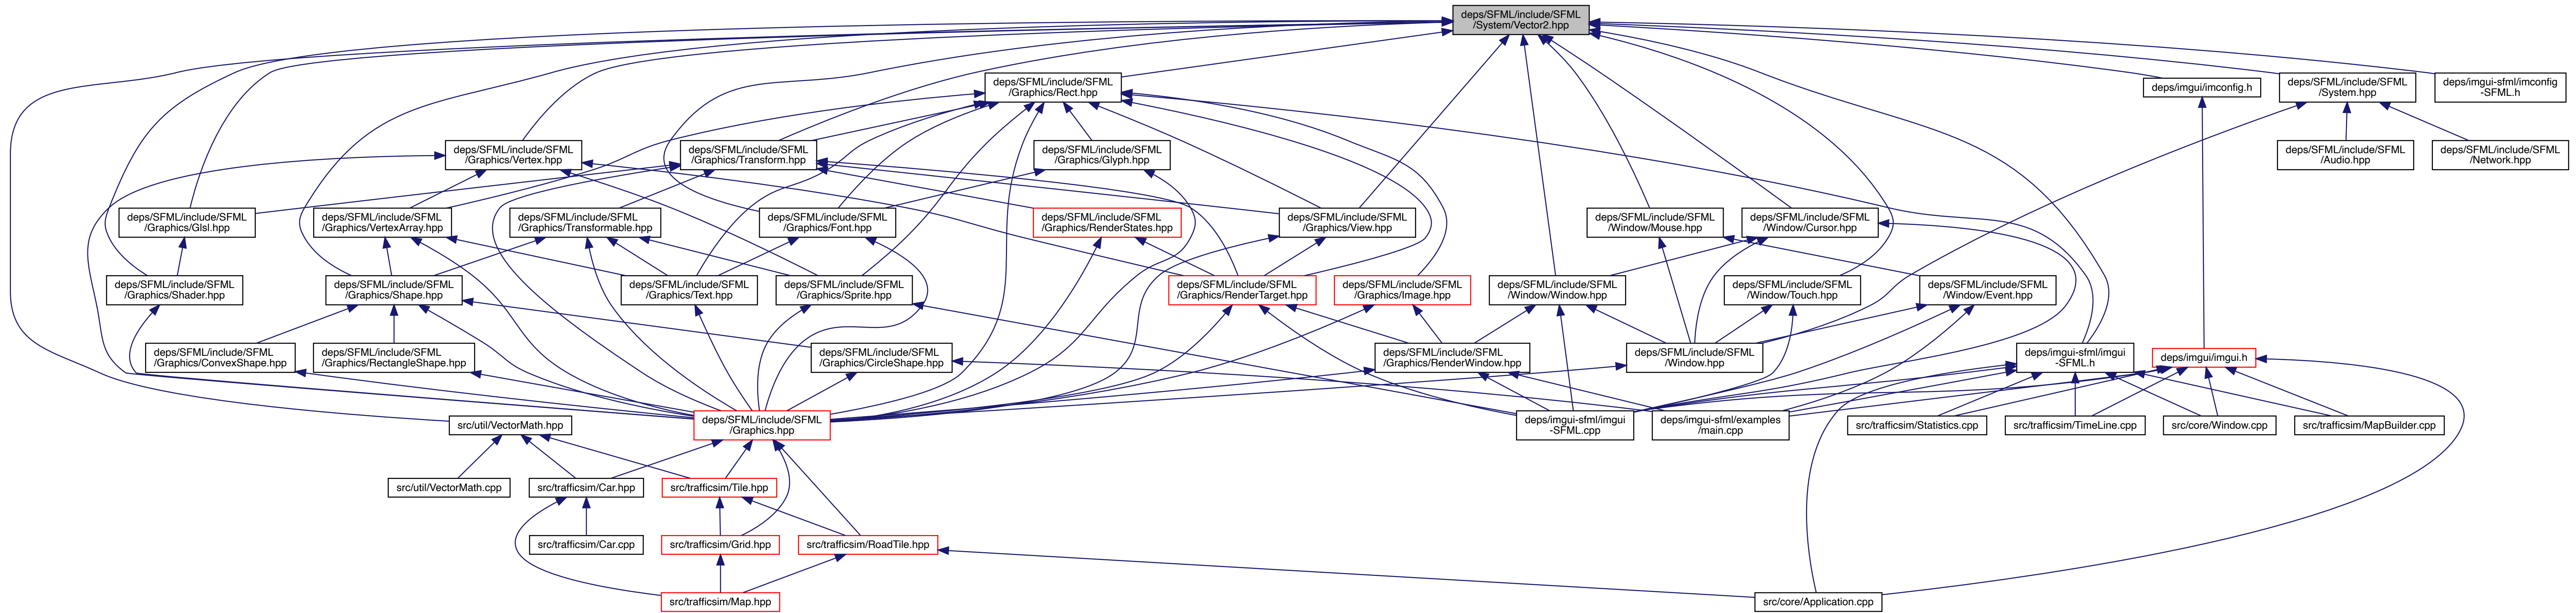 deps/SFML/include/SFML
/System/Vector2.hpp
deps/SFML/include/SFML
/Graphics/Rect.hpp
deps/imgui/imconfig.h
deps/SFML/include/SFML
/System.hpp
deps/imgui-sfml/imconfig
-SFML.h
deps/SFML/include/SFML
/Graphics/Vertex.hpp
deps/SFML/include/SFML
/Graphics/Transform.hpp
deps/SFML/include/SFML
/Graphics/Glyph.hpp
deps/SFML/include/SFML
/Audio.hpp
deps/SFML/include/SFML
/Network.hpp
deps/SFML/include/SFML
/Graphics/Glsl.hpp
deps/SFML/include/SFML
/Graphics/VertexArray.hpp
deps/SFML/include/SFML
/Graphics/Transformable.hpp
deps/SFML/include/SFML
/Graphics/Font.hpp
deps/SFML/include/SFML
/Graphics/RenderStates.hpp
deps/SFML/include/SFML
/Graphics/View.hpp
deps/SFML/include/SFML
/Window/Mouse.hpp
deps/SFML/include/SFML
/Window/Cursor.hpp
deps/SFML/include/SFML
/Graphics/Shader.hpp
deps/SFML/include/SFML
/Graphics/Shape.hpp
deps/SFML/include/SFML
/Graphics/Text.hpp
deps/SFML/include/SFML
/Graphics/Sprite.hpp
deps/SFML/include/SFML
/Graphics/RenderTarget.hpp
deps/SFML/include/SFML
/Graphics/Image.hpp
deps/SFML/include/SFML
/Window/Window.hpp
deps/SFML/include/SFML
/Window/Touch.hpp
deps/SFML/include/SFML
/Window/Event.hpp
deps/SFML/include/SFML
/Graphics/ConvexShape.hpp
deps/SFML/include/SFML
/Graphics/RectangleShape.hpp
deps/SFML/include/SFML
/Graphics/CircleShape.hpp
deps/SFML/include/SFML
/Graphics/RenderWindow.hpp
deps/SFML/include/SFML
/Window.hpp
deps/imgui-sfml/imgui
-SFML.h
deps/imgui/imgui.h
src/util/VectorMath.hpp
deps/SFML/include/SFML
/Graphics.hpp
deps/imgui-sfml/imgui
-SFML.cpp
deps/imgui-sfml/examples
/main.cpp
src/trafficsim/Statistics.cpp
src/trafficsim/TimeLine.cpp
src/core/Window.cpp
src/trafficsim/MapBuilder.cpp
src/util/VectorMath.cpp
src/trafficsim/Car.hpp
src/trafficsim/Tile.hpp
src/trafficsim/Car.cpp
src/trafficsim/Grid.hpp
src/trafficsim/RoadTile.hpp
src/trafficsim/Map.hpp
src/core/Application.cpp